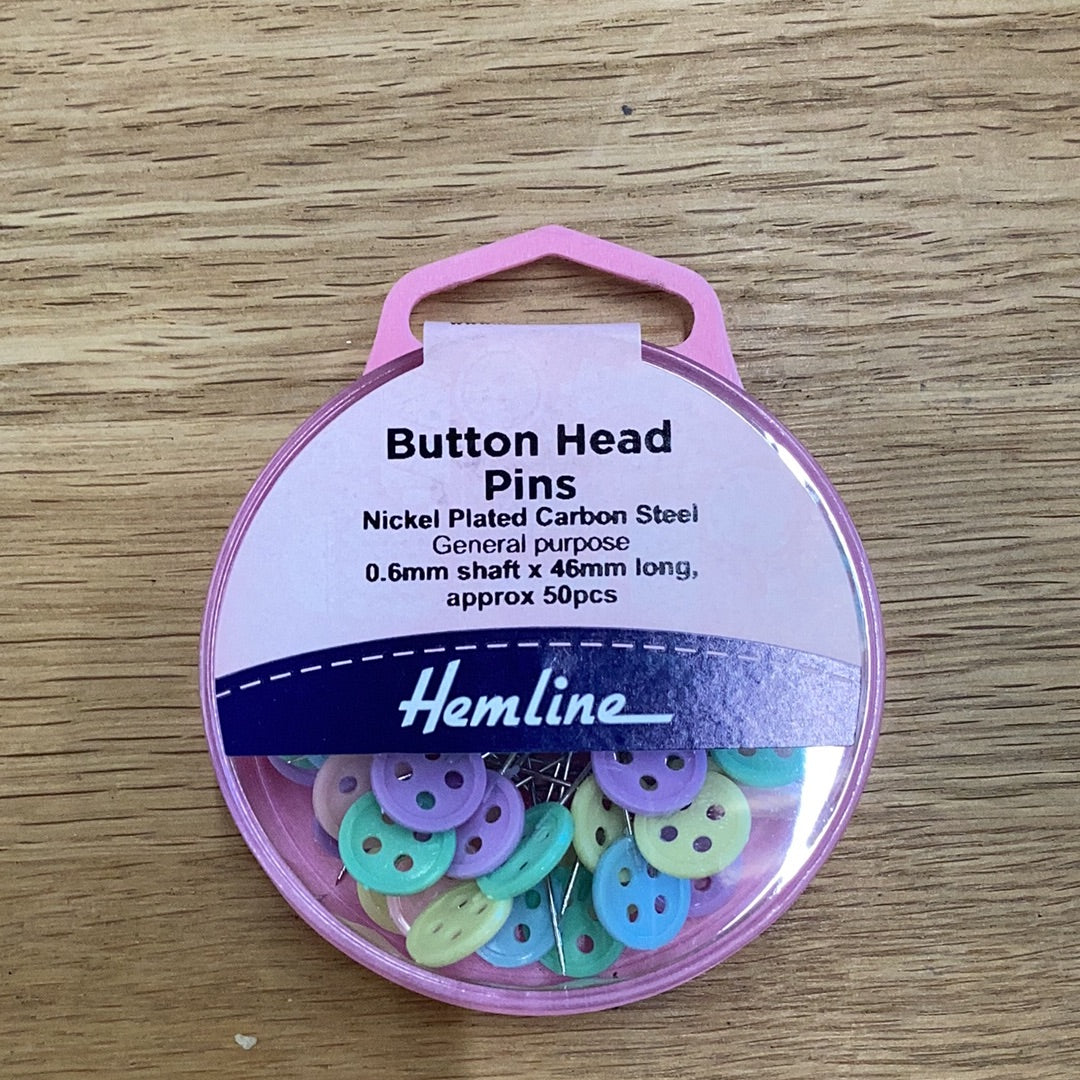 Button Head
Pins
Nickel Plated Carbon Steel
General purpose
0.6mm shaft x 46mm long,
approx 50pcs
Hemline